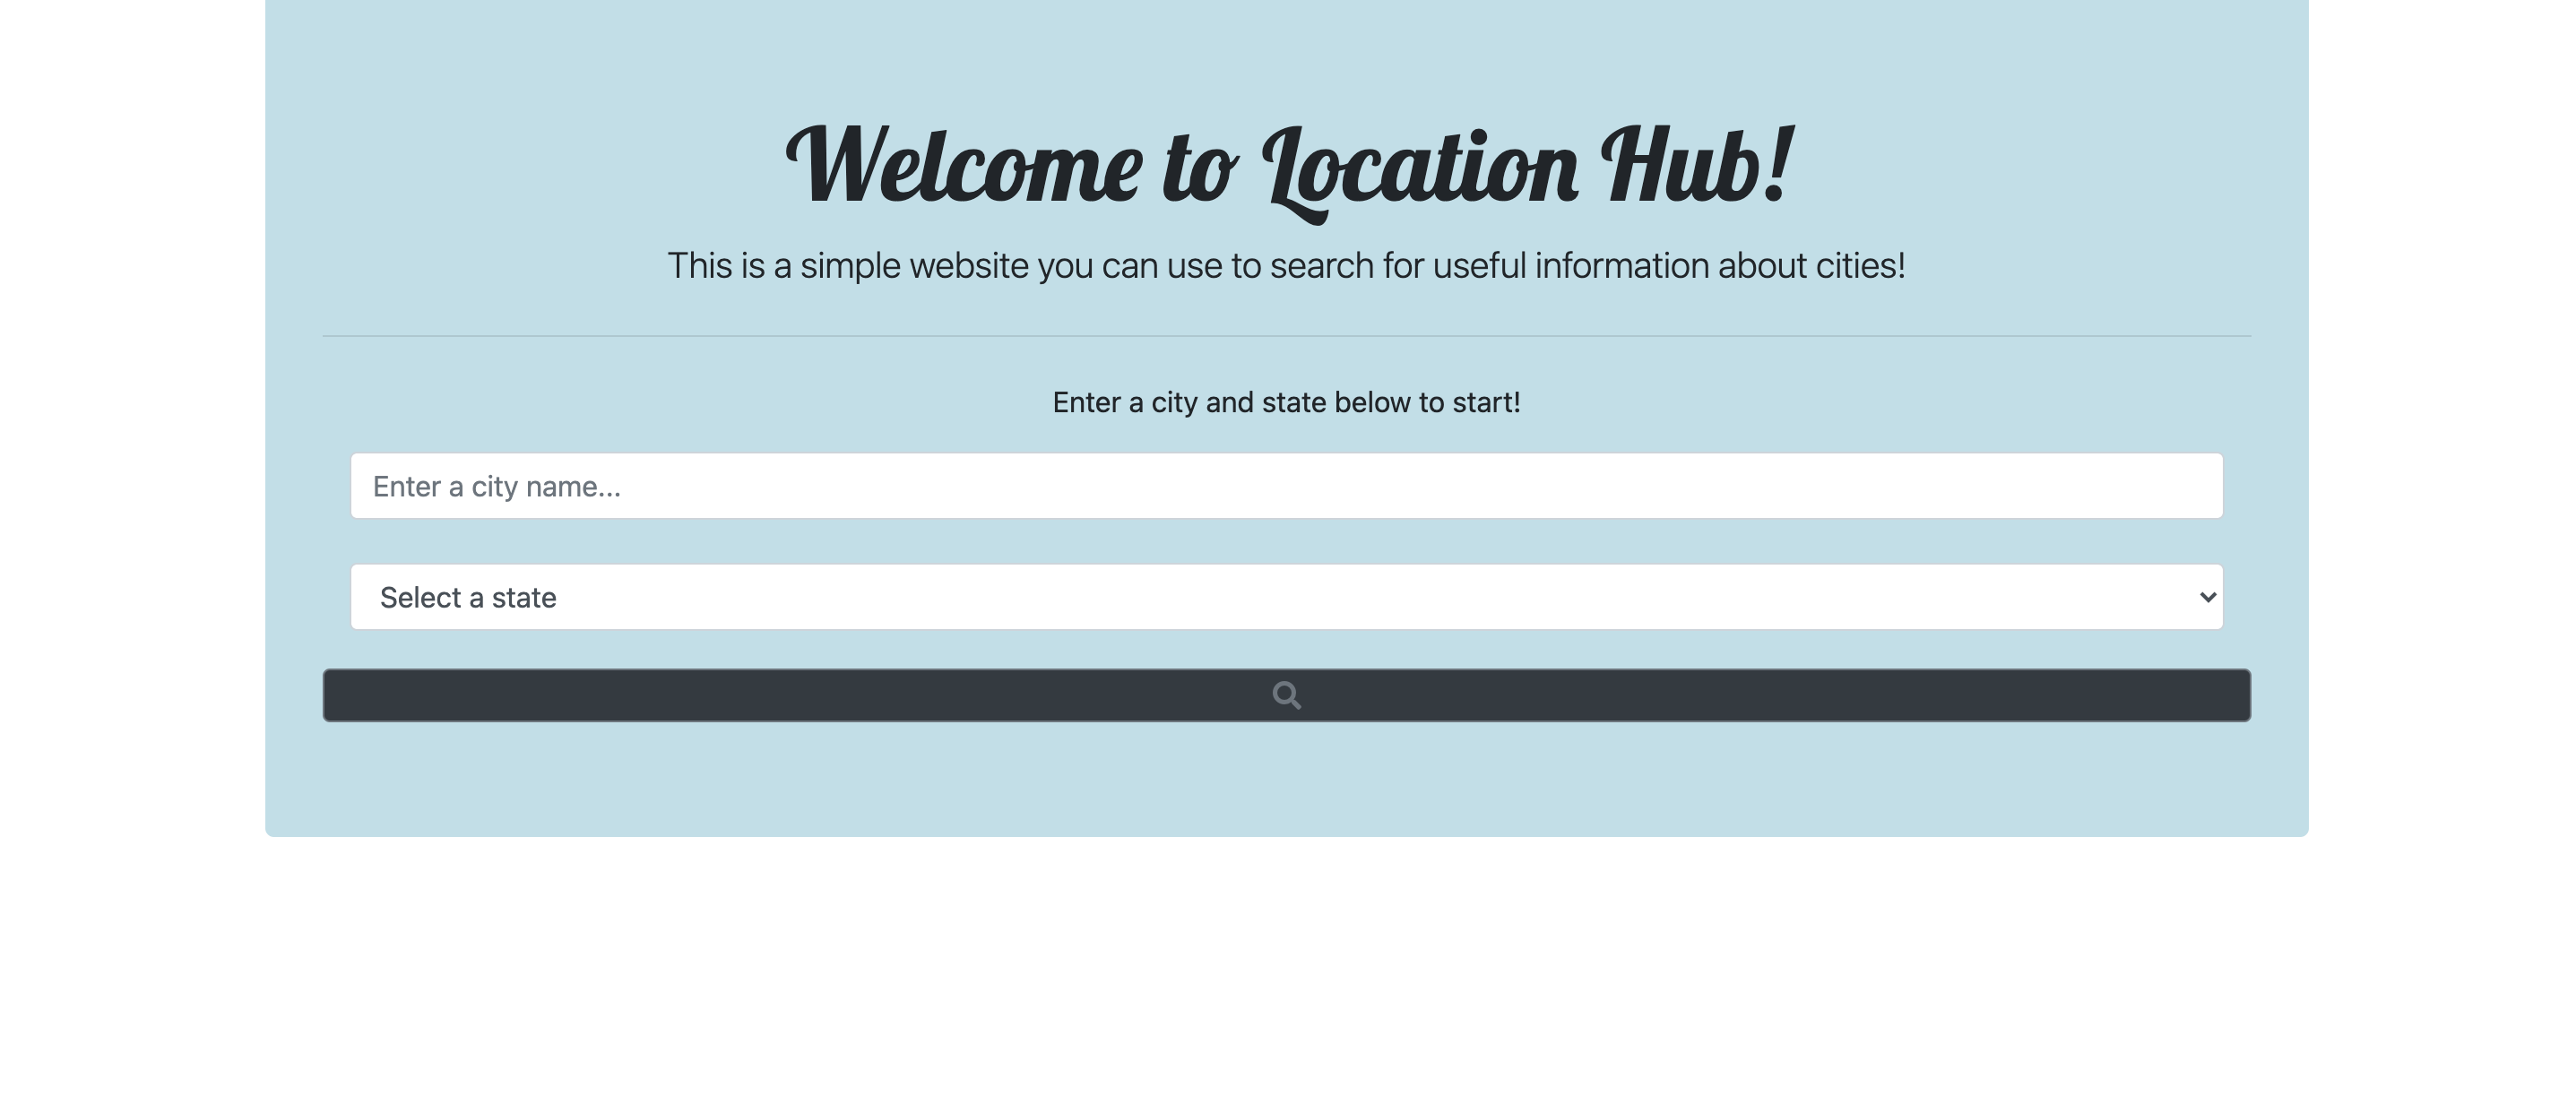 Welcome to Location Hub!
This is a simple website you can use to search for useful information about cities!
Enter a city and state below to start!
Enter a city name...
Select a state